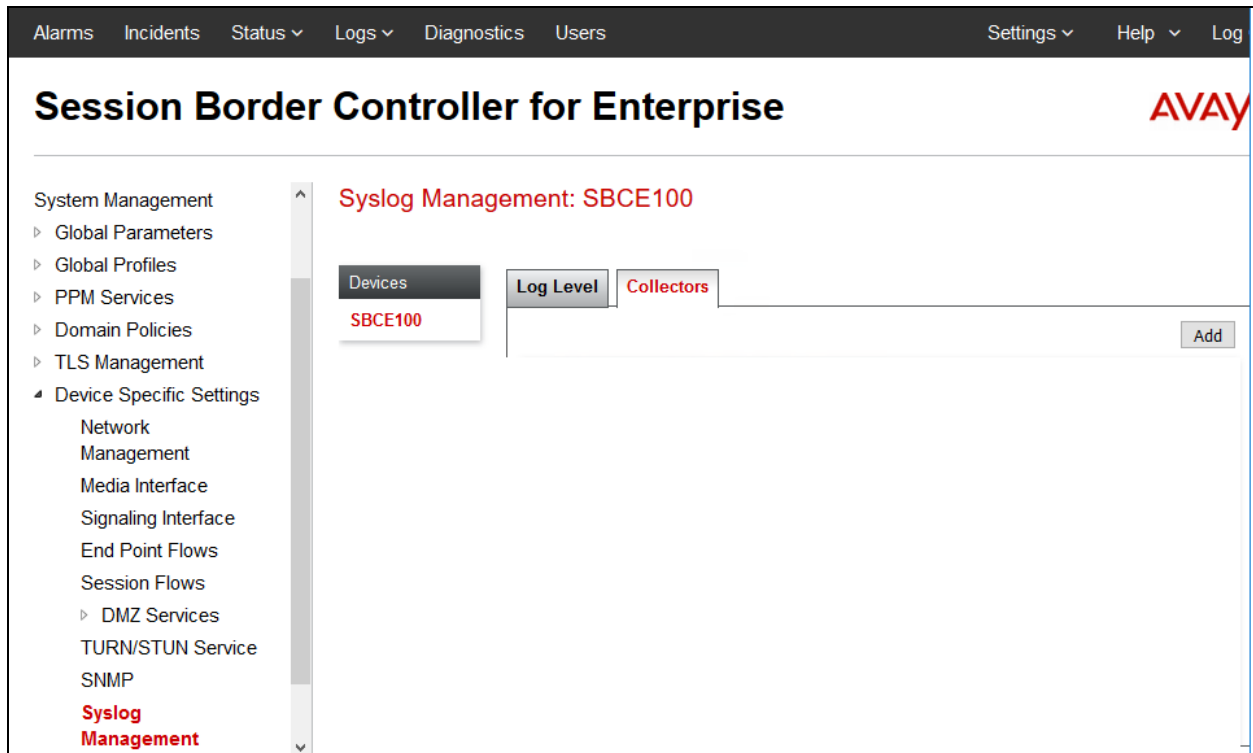 Alarms Incidents Status Logs Diagnostics Users Settings Help Log
Session Border Controller for Enterprise
AVAY
System Management
Global Parameters
Global Profiles
PPM Services
Domain Policies
TLS Management
Device Specific Settings
Network
Management
Media Interface
Signaling Interface
End Point Flows
Session Flows
DMZ Services
TURN/STUN Service
SNMP
Syslog
Management
Syslog Management: SBCE100
Devices
SBCE100
Log Level Collectors
Add